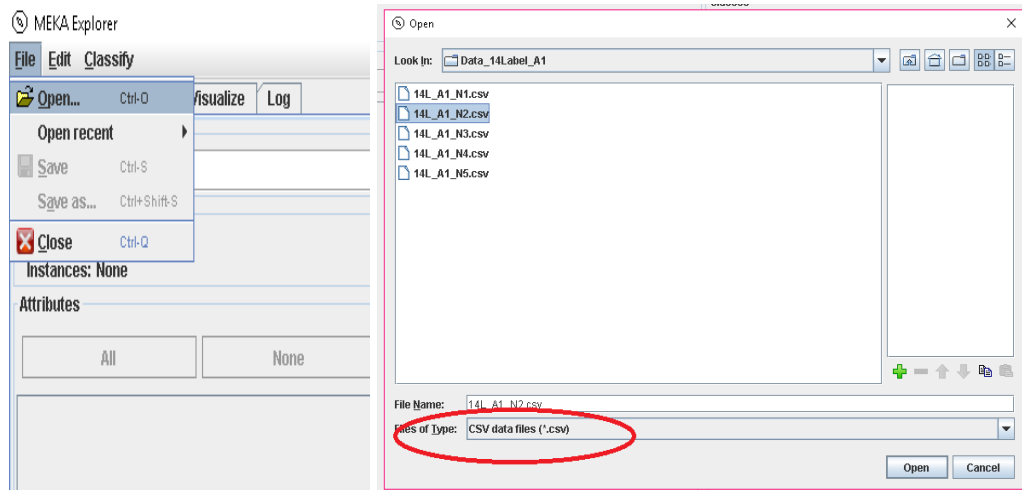 MEKA Explorer
File Edit Classify
Open... Ctrl-O
Visualize Log
Open recent
Save Ctrl-S
Save as... Ctrl+Shift-S
Close Ctrl-Q
Instances: None
Attributes
All None
Open
Look In: Data_14Label_A1
14L_A1_N1.csv
14L_A1_N2.csv
14L_A1_N3.csv
14L_A1_N4.csv
14L_A1_N5.csv
File Name: 14L_A1_N2.csv
Files of Type: CSV data files (*.csv)
Open Cancel